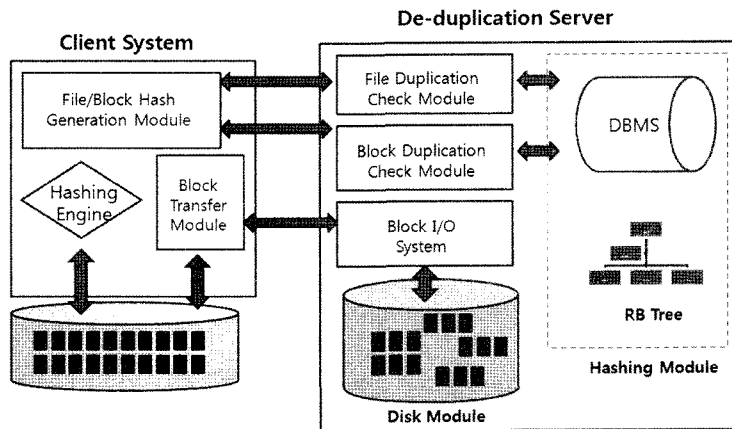 De-duplication Server
Client System
File/Block Hash
Generation Module
Hashing
Engine
Block
Transfer
Module
File Duplication
Check Module
Block Duplication
Check Module
Block I/O
System
DBMS
RB Tree
Hashing Module
Disk Module